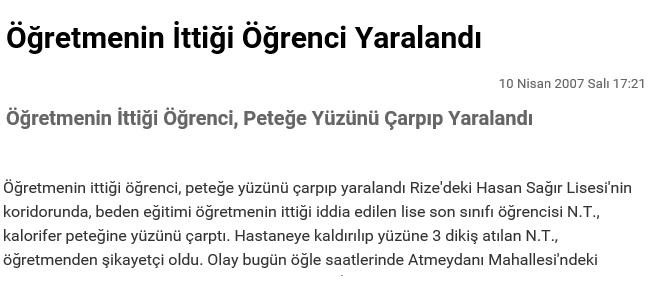 Öğretmenin İttiği Öğrenci Yaralandı
10 Nisan 2007 Salı 17:21
Öğretmenin İttiği Öğrenci, Peteğe Yüzünü Çarpıp Yaralandı
Öğretmenin ittiği öğrenci, peteğe yüzünü çarpıp yaralandı Rize'deki Hasan Sağır Lisesi'nin
koridorunda, beden eğitimi öğretmenin ittiği iddia edilen lise son sınıfı öğrencisi N.T.,
kalorifer peteğine yüzünü çarptı. Hastaneye kaldırılıp yüzüne 3 dikiş atılan N.T.,
öğretmenden şikayetçi oldu. Olay bugün öğle saatlerinde Atmeydanı Mahallesi'ndeki